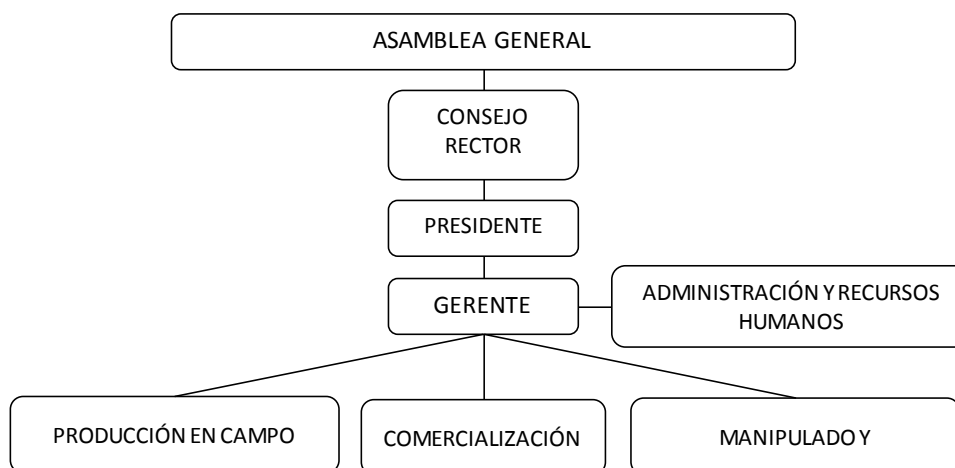 ASAMBLEA GENERAL
CONSEJO
RECTOR
PRESIDENTE
GERENTE
ADMINISTRACIÓN Y RECURSOS
HUMANOS
PRODUCCIÓN EN CAMPO
COMERCIALIZACIÓN
MANIPULADO Y